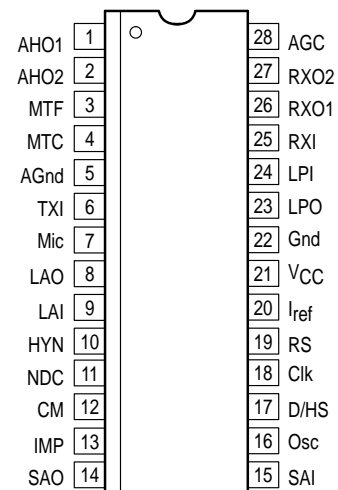 AHO1 1 28 AGC
AHO2 2 27 RXO2
MTF 3 26 RXO1
MTC 4 25 RXI
AGnd 5 24 LPI
TXI 6 23 LPO
Mic 7 22 Gnd
LAO 8 21 VCC
LAI 9 20 Iref
HYN 10 19 RS
NDC 11 18 Clk
CM 12 17 D/HS
IMP 13 16 Osc
SAO 14 15 SAI